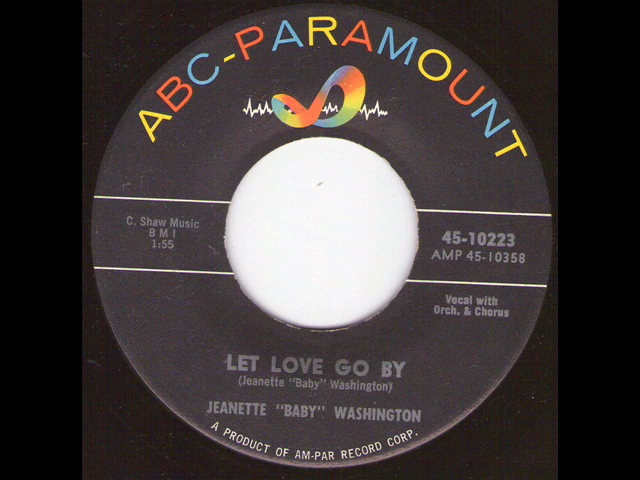 ABC-PARAMOUNT
C. Shaw Music
B M I
1:55
45-10223
AMP 45-10358
Vocal with
Orch. & Chorus
LET LOVE GO BY
(Jeanette "Baby" Washington)
JEANETTE "BABY" WASHINGTON
A PRODUCT OF AM-PAR RECORD CORP.